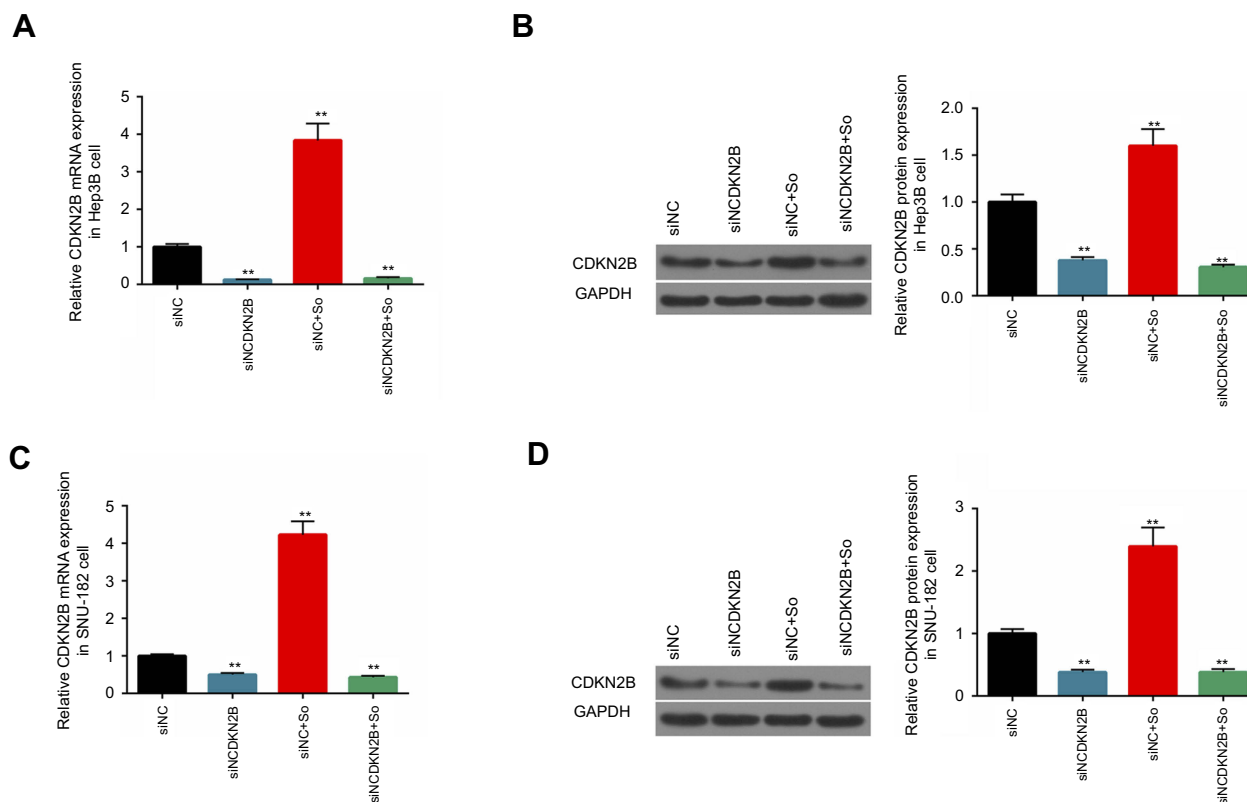 A
Relative CDKN2B mRNA expression
in Hep3B cell
5
4
3
2
1
0
**
**
**
siNC
siNCDKN2B
siNC+So
siNCDKN2B+So
B
siNC
siNCDKN2B
siNC+So
siNCDKN2B+So
CDKN2B
GAPDH
Relative CDKN2B protein expression
in Hep3B cell
2.0
1.5
1.0
0.5
0.0
**
**
**
siNC
siNCDKN2B
siNC+So
siNCDKN2B+So
C
Relative CDKN2B mRNA expression
in SNU-182 cell
5
4
3
2
1
0
**
**
**
siNC
siNCDKN2B
siNC+So
siNCDKN2B+So
D
siNC
siNCDKN2B
siNC+So
siNCDKN2B+So
CDKN2B
GAPDH
Relative CDKN2B protein expression
in SNU-182 cell
3
2
1
0
**
**
**
siNC
siNCDKN2B
siNC+So
siNCDKN2B+So